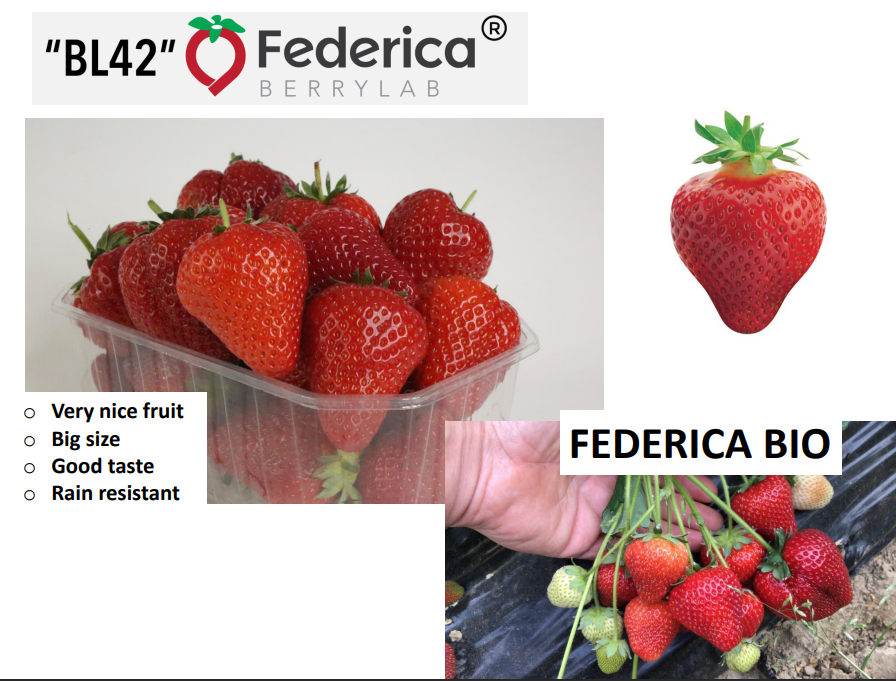 "BL42" Federica®
BERRYLAB
○ Very nice fruit
○ Big size
○ Good taste
○ Rain resistant
FEDERICA BIO